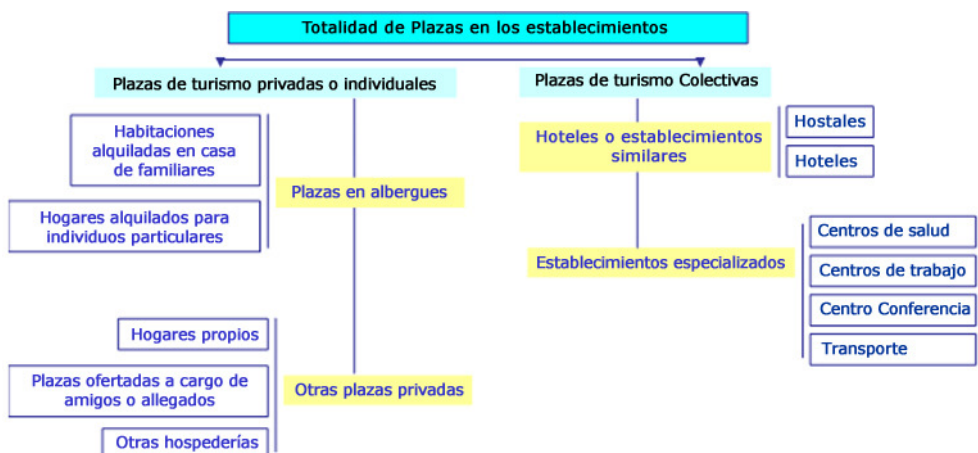 Totalidad de Plazas en los establecimientos
Plazas de turismo privadas o individuales
Habitaciones
alquiladas en casa
de familiares
Hogares alquilados para
individuos particulares
Plazas en albergues
Hogares propios
Plazas ofertadas a cargo de
amigos o allegados
Otras hospederías
Otras plazas privadas
Plazas de turismo Colectivas
Hoteles o establecimientos
similares
Hostales
Hoteles
Establecimientos especializados
Centros de salud
Centros de trabajo
Centro Conferencia
Transporte